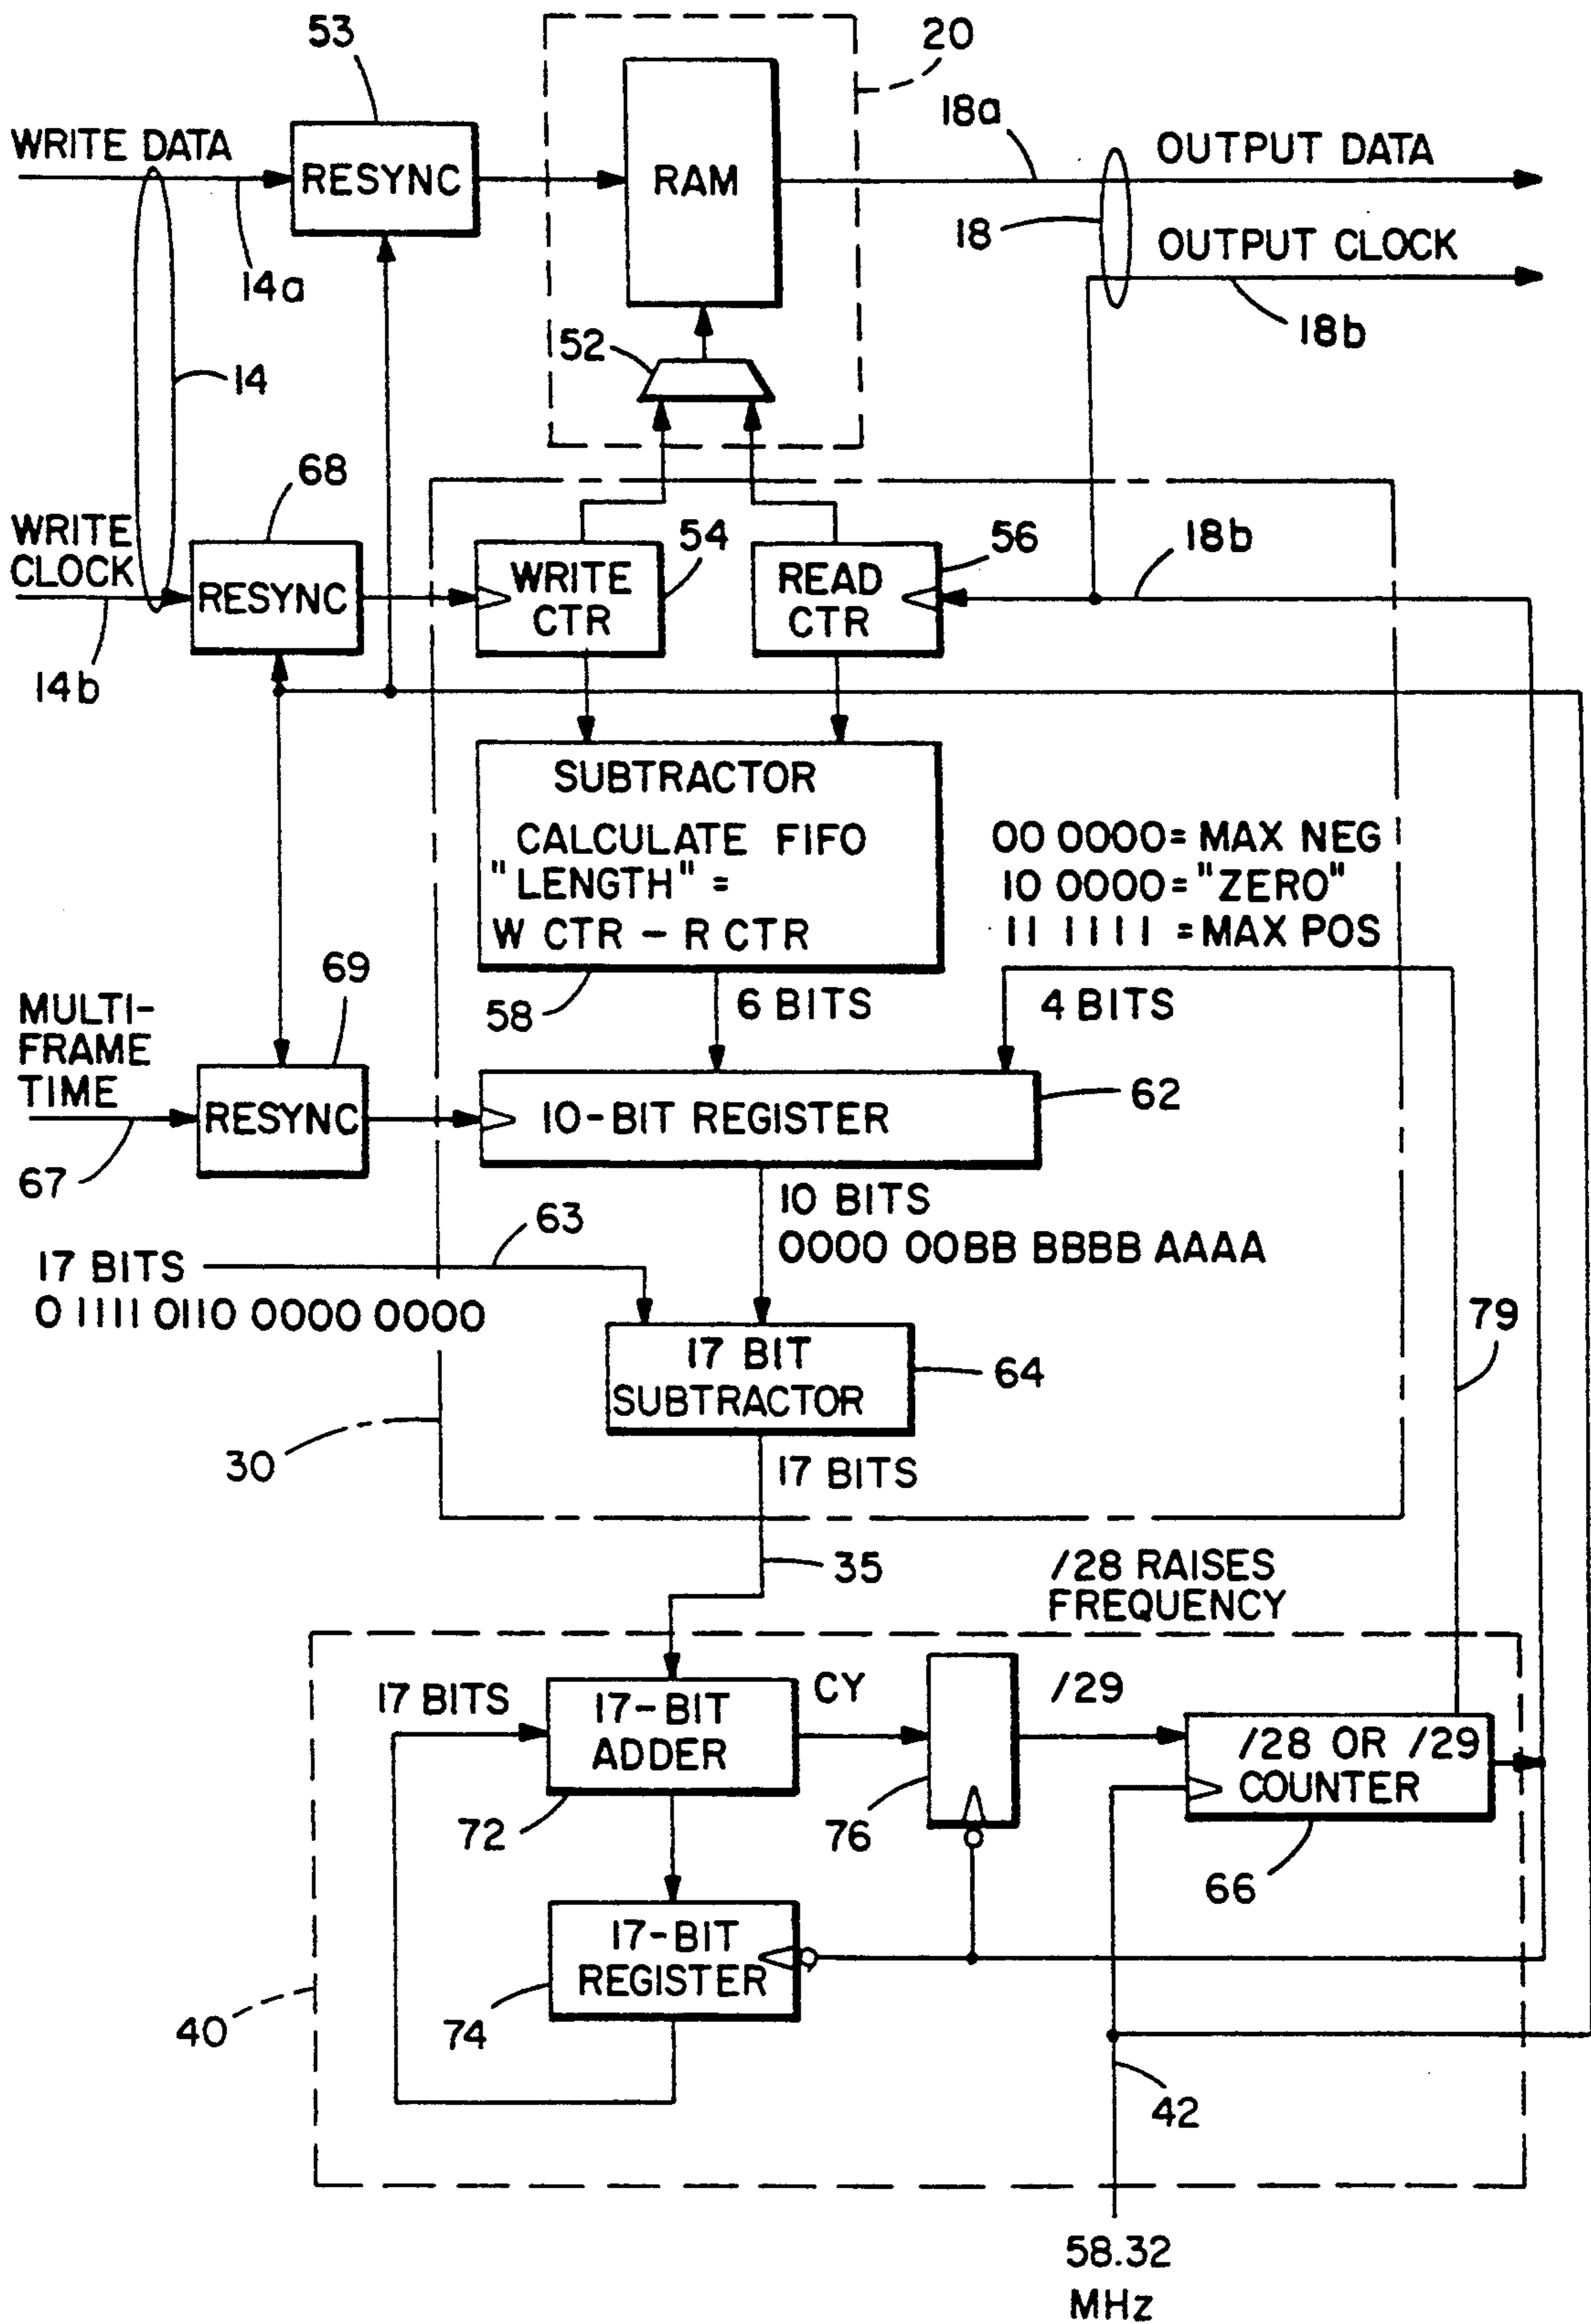 53
20
18a
WRITE DATA
RESYNC
RAM
OUTPUT DATA
18
OUTPUT CLOCK
14a
18b
52
14
68
WRITE
CLOCK
RESYNC
WRITE
CTR
54
READ
CTR
56
18b
14b
SUBTRACTOR
CALCULATE FIFO
"LENGTH" =
W CTR - R CTR
00 0000 = MAX NEG
10 0000 = "ZERO"
11 1111 = MAX POS
69
58
6 BITS
4 BITS
MULTI-
FRAME
TIME
RESYNC
10-BIT REGISTER
62
67
10 BITS
0000 00BB BBBB AAAA
63
17 BITS
0 1111 0110 0000 0000
79
17 BIT
SUBTRACTOR
64
30
17 BITS
35
/28 RAISES
FREQUENCY
17 BITS
17-BIT
ADDER
CY
/29
/28 OR /29
COUNTER
72
76
66
17-BIT
REGISTER
40
74
42
58.32
MHz